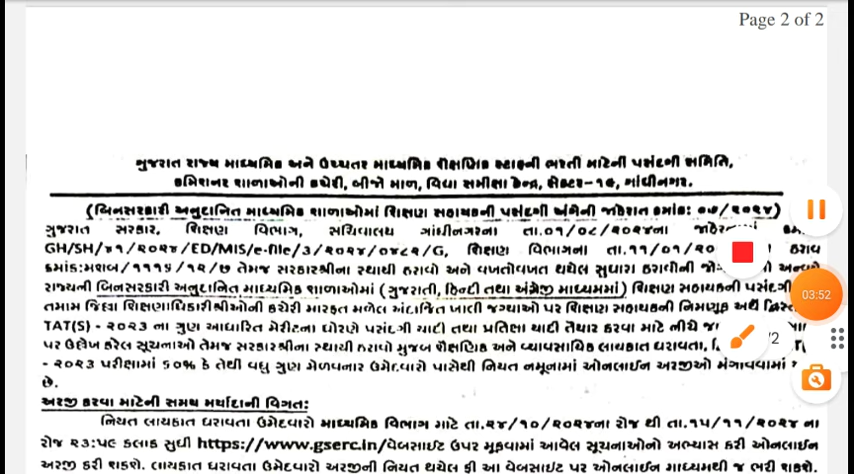 Page 2 of 2
ગુજરાત રાજ્ય માધ્યમિક અને ઉચ્ચતર માધ્યમિક શૈક્ષણિક સ્ટાફની ભરતી માટેની પસંદગી સમિતિ,
કમિશનર શાળાઓની કચેરી, બીજો માળ, વિદ્યા સમીક્ષા કેન્દ્ર, સેક્ટર-૧૯, ગાંધીનગર.
(બિનસરકારી અનુદાનિત માધ્યમિક શાળાઓમાં શિક્ષણ સહાયકની પસંદગી અંગેની જાહેરાત ક્રમાંક: ૦૭/૨૦૨૪)
ગુજરાત સરકાર, શિક્ષણ વિભાગ, સચિવાલય ગાંધીનગરના તા.૦૧/૦૮/૨૦૨૪ના
GH/SH/૪૧/૨૦૨૪/ED/MIS/e-file/3/૨૦૨૪/૦૪૮૨/G, શિક્ષણ વિભાગના તા.૧૧/૦૧/૨૦ ઠરાવ
ક્રમાંક:મશબ/૧૧૧૬/૧૨/છ તેમજ સરકારશ્રીના સ્થાયી ઠરાવો અને વખતોવખત થયેલ સુધારા ઠરાવોની
રાજ્યની બિનસરકારી અનુદાનિત માધ્યમિક શાળાઓમાં (ગુજરાતી, હિન્દી તથા અંગ્રેજી માધ્યમમાં) શિક્ષણ સહાયકની પસંદગી
તમામ જિલ્લા શિક્ષણાધિકારીશ્રીઓની કચેરી મારફત મળેલ અંદાજિત ખાલી જગ્યાઓ પર શિક્ષણ સહાયકની નિમણૂક અર્થે
TAT(S) - ૨૦૨૩ ના ગુણ આધારિત મેરીટના ધોરણે પસંદગી યાદી તથા પ્રતિક્ષા યાદી તૈયાર કરવા માટે નીચે
પર ઉલ્લેખ કરેલ સૂચનાઓ તેમજ સરકારશ્રીના સ્થાયી ઠરાવો મુજબ શૈક્ષણિક અને વ્યાવસાયિક લાયકાત ધરાવતા,
- ૨૦૨૩ પરીક્ષામાં ૬૦% કે તેથી વધુ ગુણ મેળવનાર ઉમેદવારો પાસેથી નિયત નમૂનામાં ઓનલાઈન અરજીઓ મંગાવવામાં
છે.
અરજી કરવા માટેની સમય મર્યાદાની વિગત:
નિયત લાયકાત ધરાવતા ઉમેદવારો માધ્યમિક વિભાગ માટે તા.૨૪/૧૦/૨૦૨૪ના રોજ થી તા.૧૫/૧૧/૨૦૨૪ ના
રોજ ૨૩:૫૯ કલાક સુધી https://www.gserc.in/વેબસાઈટ ઉપર મૂકવામાં આવેલ સૂચનાઓનો અભ્યાસ કરી ઓનલાઈન
અરજી કરી શકશે. લાયકાત ધરાવતા ઉમેદવારો અરજીની નિયત થયેલ ફી આ વેબસાઈટ પર ઓનલાઈન માધ્યમથી જ ભરી શકશે.
03:52
/2